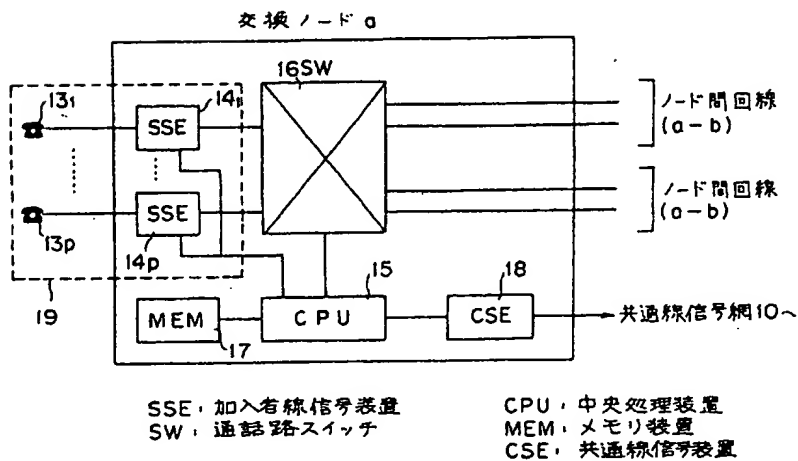 交換ノード a
13₁
14₁
SSE
16SW
ノード間回線
(a-b)
SSE
13p
14p
ノード間回線
(a-b)
19
15
18
MEM
CPU
CSE
共通線信号網10へ
17
SSE: 加入者線信号装置
SW: 通話路スイッチ
CPU: 中央処理装置
MEM: メモリ装置
CSE: 共通線信号装置